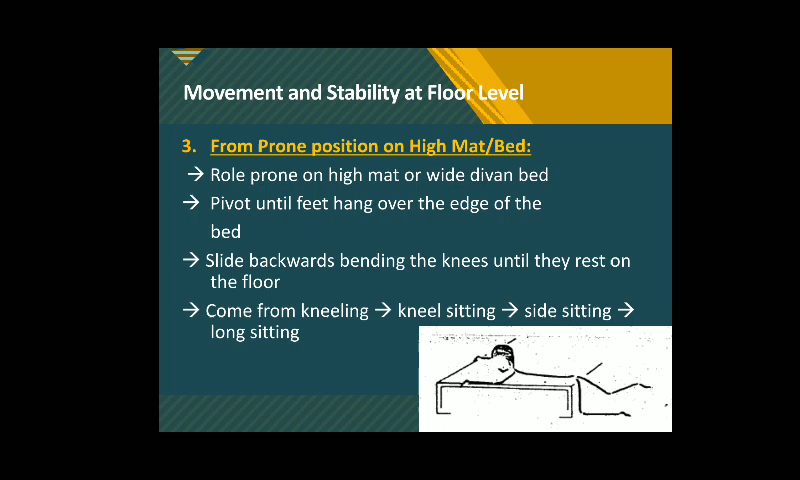 Movement and Stability at Floor Level
3. From Prone position on High Mat/Bed:
→ Role prone on high mat or wide divan bed
→ Pivot until feet hang over the edge of the
bed
→ Slide backwards bending the knees until they rest on
the floor
→ Come from kneeling → kneel sitting → side sitting →
long sitting